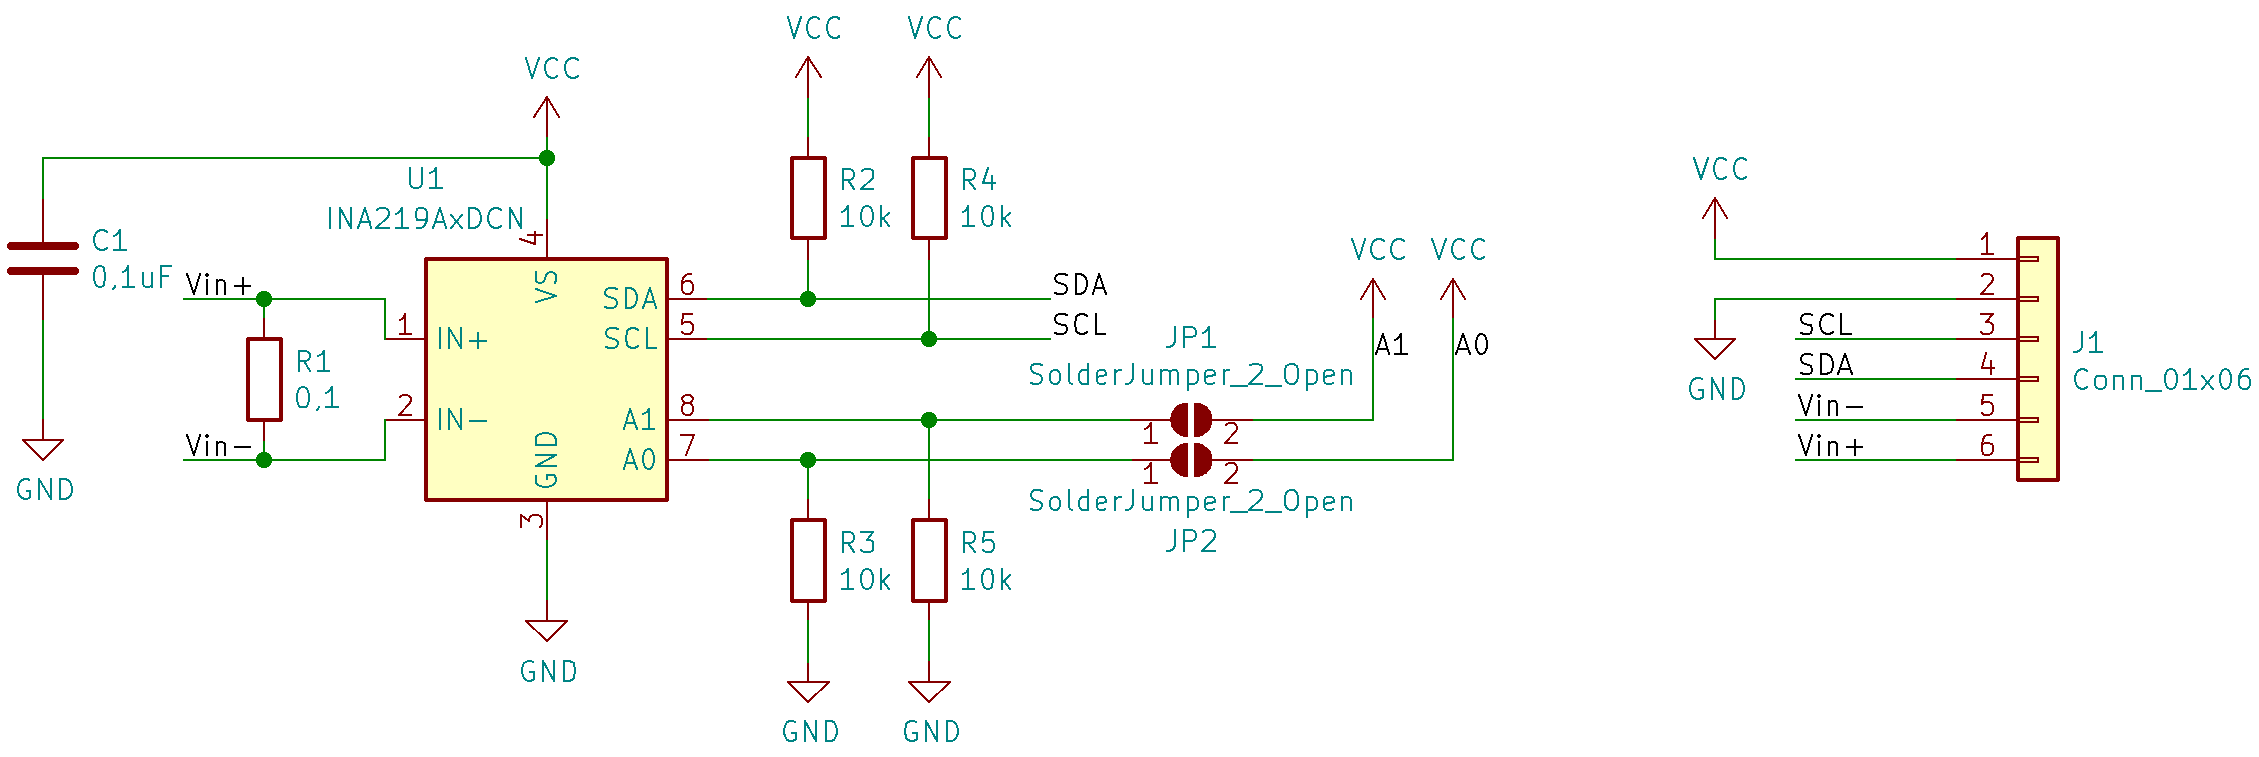 VCC
VCC
VCC
U1
INA219AxDCN
4
VS
C1
0,1uF
Vin+
1
IN+
R1
0,1
2
IN-
Vin-
GND
GND
3
GND
SDA
6
SCL
5
A1
8
A0
7
R2
10k
R4
10k
SDA
SCL
VCC
VCC
A1
A0
JP1
SolderJumper_2_Open
1
2
1
2
SolderJumper_2_Open
JP2
R3
10k
R5
10k
GND
GND
VCC
GND
1
2
SCL
3
SDA
4
Vin-
5
Vin+
6
J1
Conn_01x06